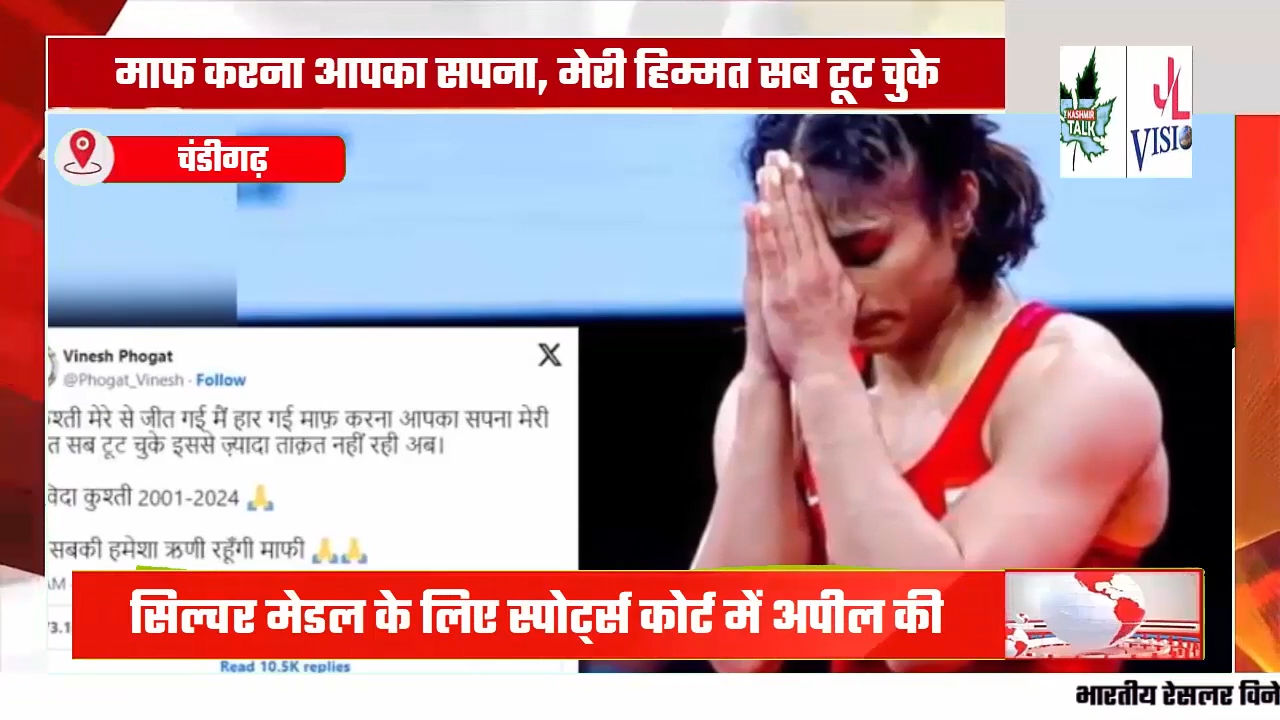 माफ करना आपका सपना, मेरी हिम्मत सब टूट चुके
KASHMIR
TALK
JL
VISIO
चंडीगढ़
Vinesh Phogat
@Phogat_Vinesh · Follow
X
मेरे से जीत गई मैं हार गई माफ़ करना आपका सपना मेरी
सब टूट चुके इससे ज़्यादा ताक़त नहीं रही अब।
कुश्ती 2001-2024 🙏
सबकी हमेशा ऋणी रहूँगी माफी 🙏🙏
सिल्वर मेडल के लिए स्पोर्ट्स कोर्ट में अपील की
Read 10.5K replies
भारतीय रेसलर विने